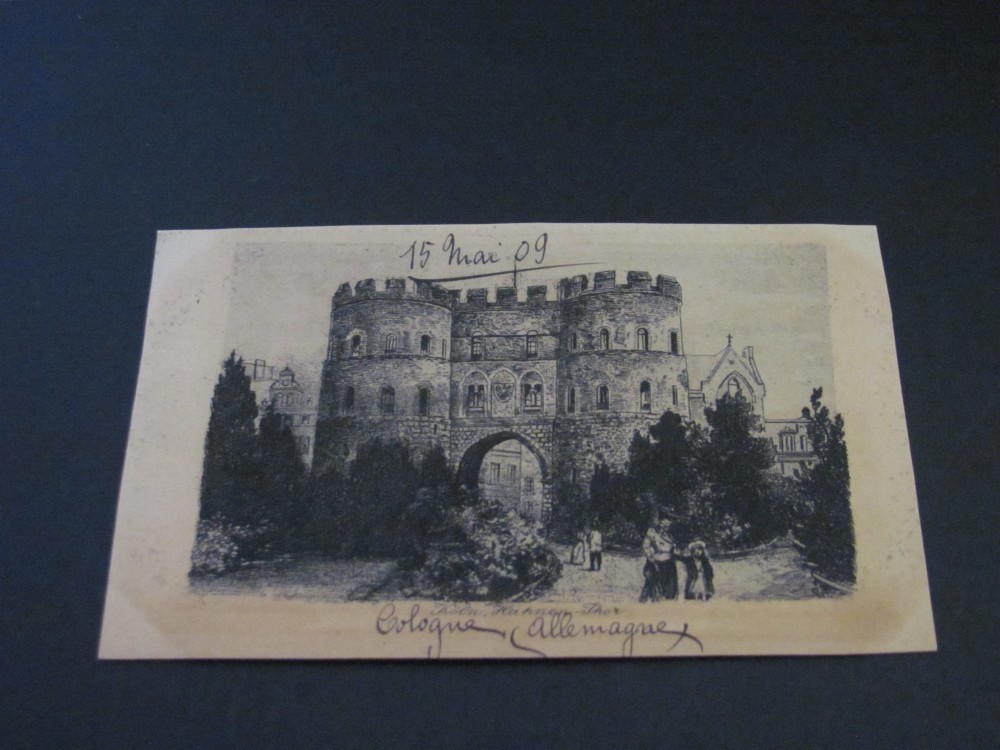 15 Mai 09
Köln. Hahnen-Thor
Cologne (Allemagne)